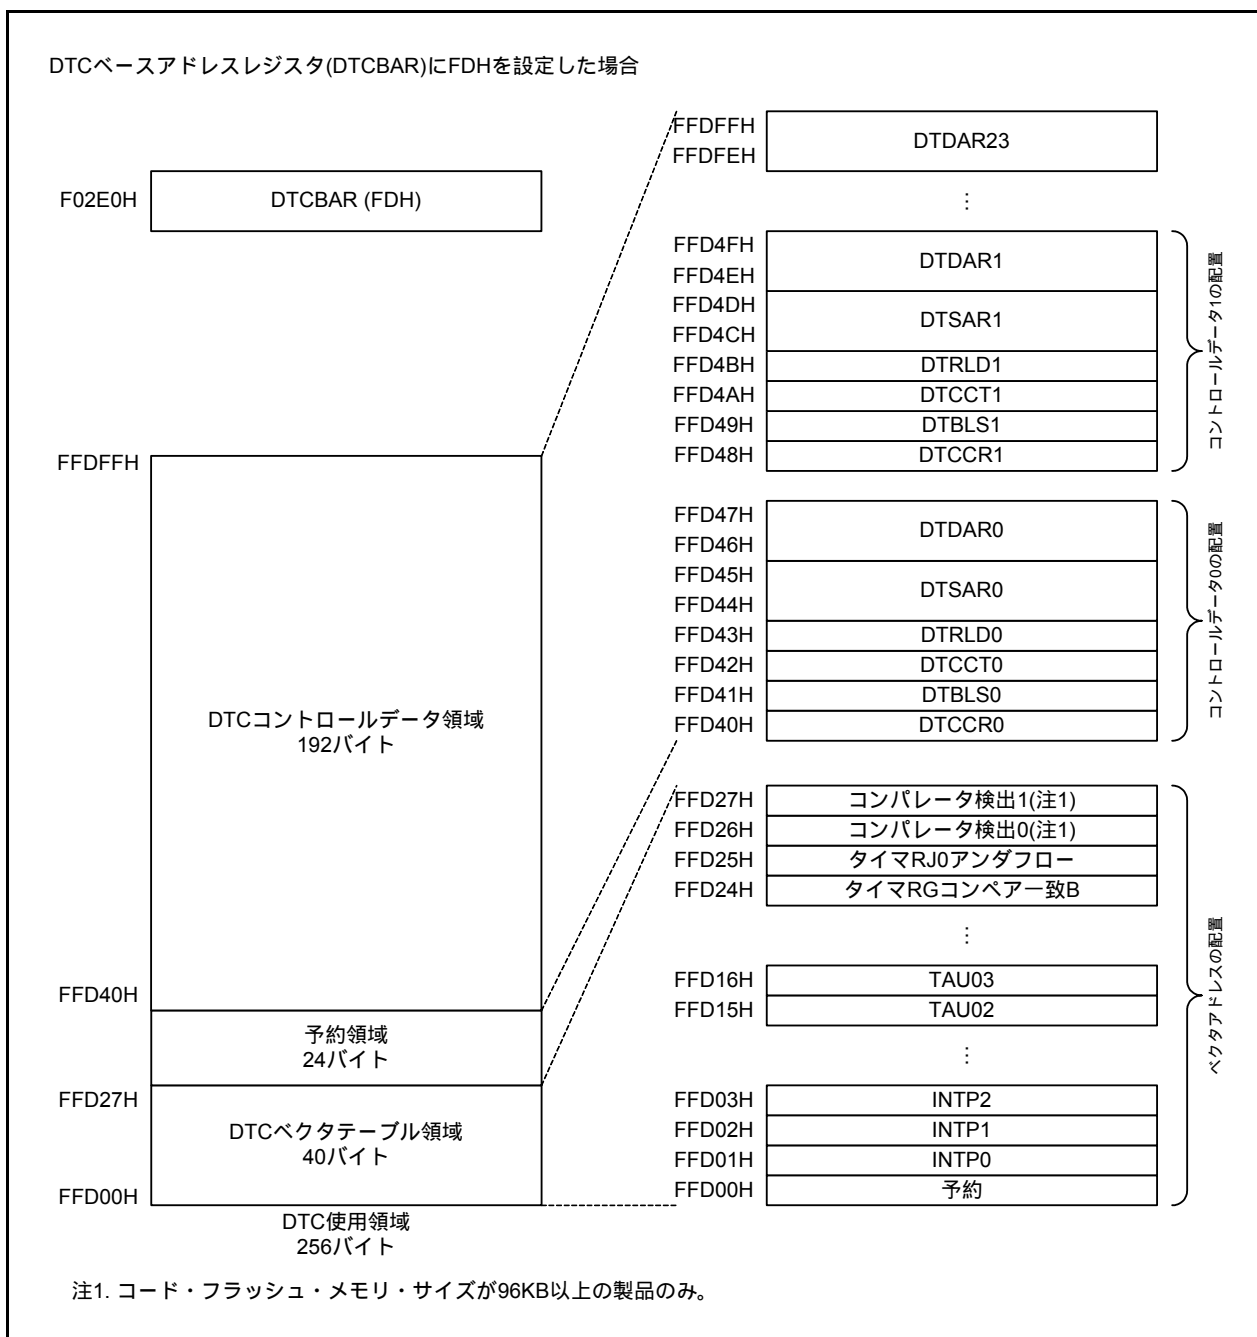 DTCベースアドレスレジスタ(DTCBAR)にFDHを設定した場合
F02E0H
DTCBAR (FDH)
FFDFFH
DTCコントロールデータ領域
192バイト
FFD40H
予約領域
24バイト
FFD27H
DTCベクタテーブル領域
40バイト
FFD00H
DTC使用領域
256バイト
FFDFFH
FFDFEH
DTDAR23
⋮
FFD4FH
FFD4EH
DTDAR1
FFD4DH
FFD4CH
DTSAR1
FFD4BH DTRLD1
FFD4AH DTCCT1
FFD49H DTBLS1
FFD48H DTCCR1
コントロールデータ1の配置
FFD47H
FFD46H
DTDAR0
FFD45H
FFD44H
DTSAR0
FFD43H DTRLD0
FFD42H DTCCT0
FFD41H DTBLS0
FFD40H DTCCR0
コントロールデータ0の配置
FFD27H コンパレータ検出1(注1)
FFD26H コンパレータ検出0(注1)
FFD25H タイマRJ0アンダフロー
FFD24H タイマRGコンペア一致B
⋮
FFD16H TAU03
FFD15H TAU02
⋮
FFD03H INTP2
FFD02H INTP1
FFD01H INTP0
FFD00H 予約
ベクタアドレスの配置
注1. コード・フラッシュ・メモリ・サイズが96KB以上の製品のみ。